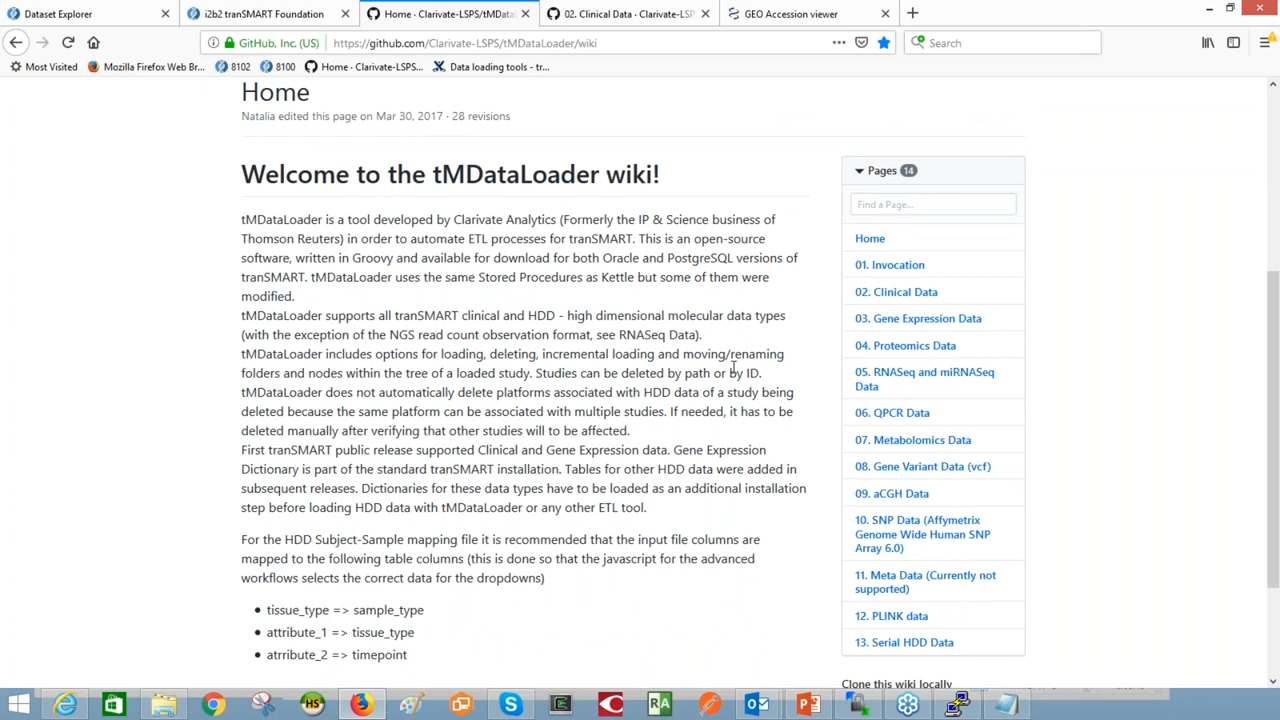 Dataset Explorer
i2b2 tranSMART Foundation
Home · Clarivate-LSPS/tMDataL
02. Clinical Data · Clarivate-LSPS
GEO Accession viewer
GitHub, Inc. (US)
https://github.com/Clarivate-LSPS/tMDataLoader/wiki
Search
Most Visited
Mozilla Firefox Web Br...
8102
8100
Home · Clarivate-LSPS...
Data loading tools - tr...
Home
Natalia edited this page on Mar 30, 2017 · 28 revisions
Welcome to the tMDataLoader wiki!
tMDataLoader is a tool developed by Clarivate Analytics (Formerly the IP & Science business of
Thomson Reuters) in order to automate ETL processes for tranSMART. This is an open-source
software, written in Groovy and available for download for both Oracle and PostgreSQL versions of
tranSMART. tMDataLoader uses the same Stored Procedures as Kettle but some of them were
modified.
tMDataLoader supports all tranSMART clinical and HDD - high dimensional molecular data types
(with the exception of the NGS read count observation format, see RNASeq Data).
tMDataLoader includes options for loading, deleting, incremental loading and moving/renaming
folders and nodes within the tree of a loaded study. Studies can be deleted by path or by ID.
tMDataLoader does not automatically delete platforms associated with HDD data of a study being
deleted because the same platform can be associated with multiple studies. If needed, it has to be
deleted manually after verifying that other studies will to be affected.
First tranSMART public release supported Clinical and Gene Expression data. Gene Expression
Dictionary is part of the standard tranSMART installation. Tables for other HDD data were added in
subsequent releases. Dictionaries for these data types have to be loaded as an additional installation
step before loading HDD data with tMDataLoader or any other ETL tool.
For the HDD Subject-Sample mapping file it is recommended that the input file columns are
mapped to the following table columns (this is done so that the javascript for the advanced
workflows selects the correct data for the dropdowns)
• tissue_type => sample_type
• attribute_1 => tissue_type
• atrribute_2 => timepoint
Pages 14
Find a Page...
Home
01. Invocation
02. Clinical Data
03. Gene Expression Data
04. Proteomics Data
05. RNASeq and miRNASeq
Data
06. QPCR Data
07. Metabolomics Data
08. Gene Variant Data (vcf)
09. aCGH Data
10. SNP Data (Affymetrix
Genome Wide Human SNP
Array 6.0)
11. Meta Data (Currently not
supported)
12. PLINK data
13. Serial HDD Data
Clone this wiki locally
HS
RA